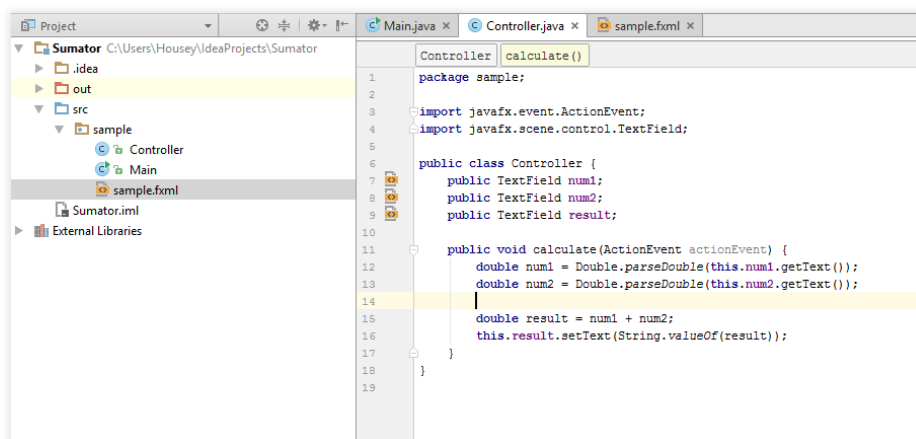 Project
Sumator C:\Users\Housey\IdeaProjects\Sumator
.idea
out
src
sample
Controller
Main
sample.fxml
Sumator.iml
External Libraries
Main.java
Controller.java
sample.fxml
Controller
calculate()
1 package sample;
2
3 import javafx.event.ActionEvent;
4 import javafx.scene.control.TextField;
5
6 public class Controller {
7 public TextField num1;
8 public TextField num2;
9 public TextField result;
10
11 public void calculate(ActionEvent actionEvent) {
12 double num1 = Double.parseDouble(this.num1.getText());
13 double num2 = Double.parseDouble(this.num2.getText());
14
15 double result = num1 + num2;
16 this.result.setText(String.valueOf(result));
17 }
18 }
19